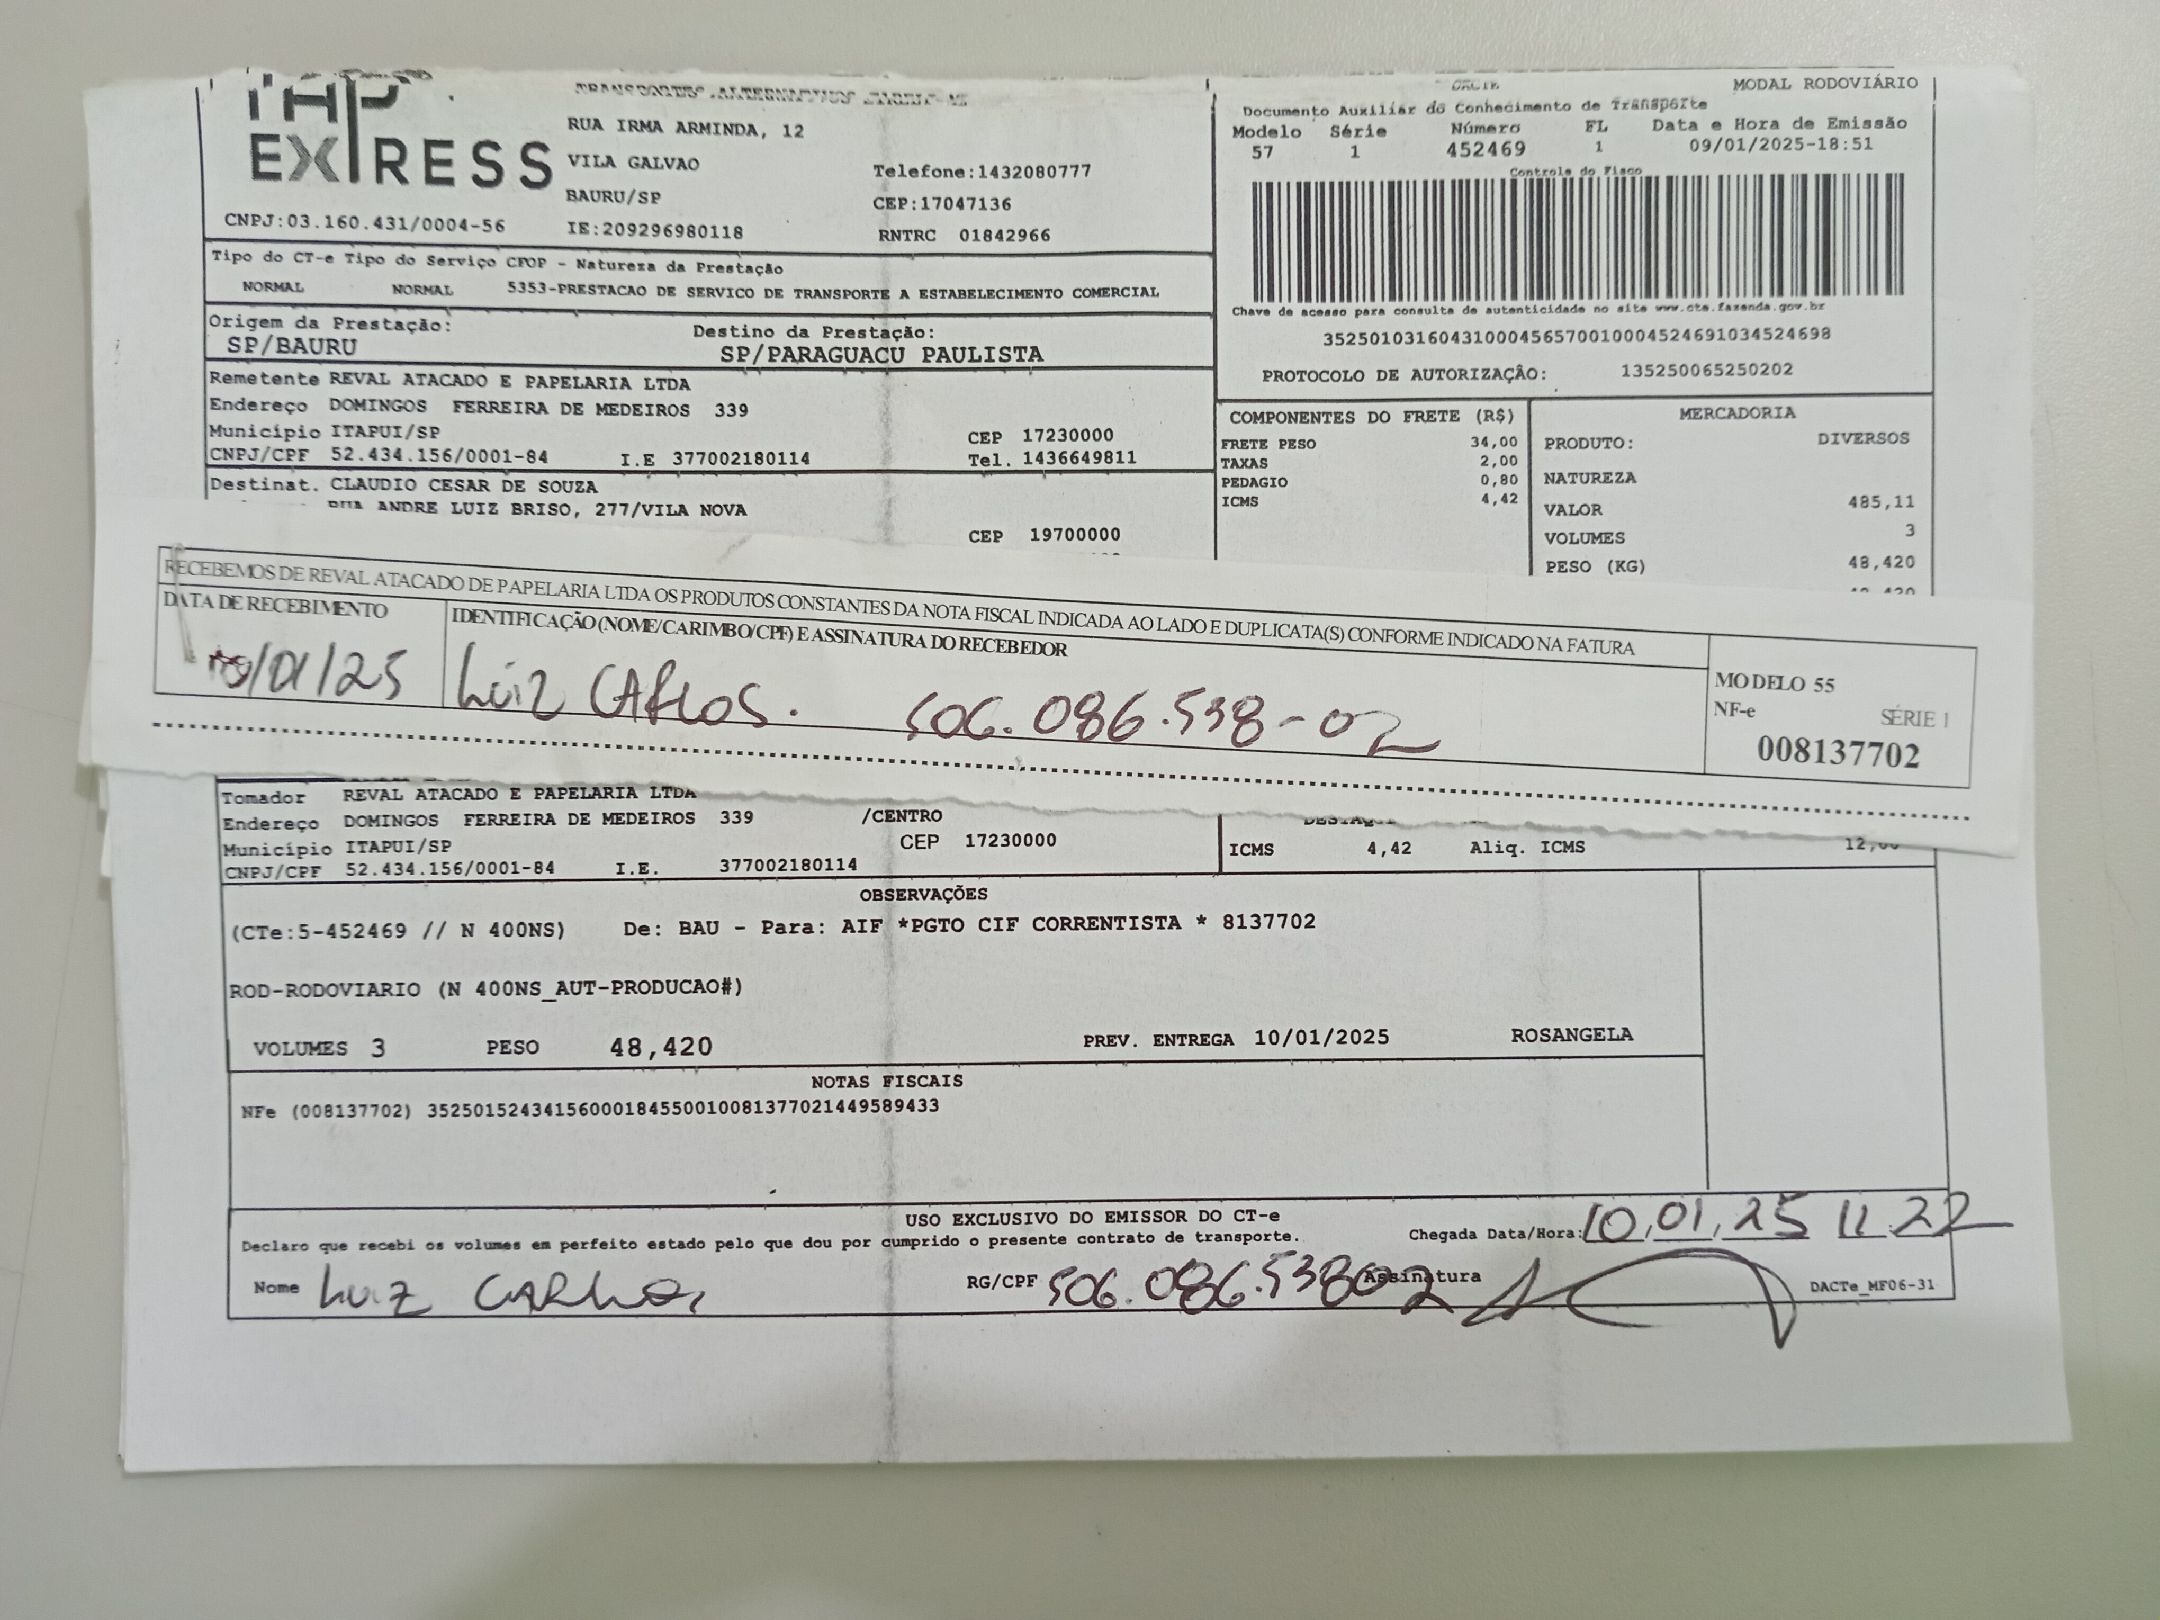 TAP
EXPRESS
CNPJ:03.160.431/0004-56
RUA IRMA ARMINDA, 12
VILA GALVAO
Telefone:1432080777
BAURU/SP
CEP:17047136
IE:209296980118
RNTRC 01842966
MODAL RODOVIÁRIO
Documento Auxiliar do Conhecimento de Transporte
Modelo Série Número FL Data e Hora de Emissão
57 1 452469 1 09/01/2025-18:51
Controle do Fisco
Chave de acesso para consulta de autenticidade no site www.cte.fazenda.gov.br
35250103160431000456570010004524691034524698
PROTOCOLO DE AUTORIZAÇÃO: 135250065250202
Tipo do CT-e Tipo do Serviço CFOP - Natureza da Prestação
NORMAL NORMAL 5353-PRESTACAO DE SERVICO DE TRANSPORTE A ESTABELECIMENTO COMERCIAL
Origem da Prestação: Destino da Prestação:
SP/BAURU SP/PARAGUACU PAULISTA
Remetente REVAL ATACADO E PAPELARIA LTDA
Endereço DOMINGOS FERREIRA DE MEDEIROS 339
Município ITAPUI/SP CEP 17230000
CNPJ/CPF 52.434.156/0001-84 I.E 377002180114 Tel. 1436649811
Destinat. CLAUDIO CESAR DE SOUZA
RUA ANDRE LUIZ BRISO, 277/VILA NOVA
CEP 19700000
COMPONENTES DO FRETE (R$)
FRETE PESO 34,00
TAXAS 2,00
PEDAGIO 0,80
ICMS 4,42
MERCADORIA
PRODUTO: DIVERSOS
NATUREZA
VALOR 485,11
VOLUMES 3
PESO (KG) 48,420
RECEBEMOS DE REVAL ATACADO DE PAPELARIA LTDA OS PRODUTOS CONSTANTES DA NOTA FISCAL INDICADA AO LADO E DUPLICATA(S) CONFORME INDICADO NA FATURA
DATA DE RECEBIMENTO IDENTIFICAÇÃO (NOME/CARIMBO/CPF) E ASSINATURA DO RECEBEDOR
/01/25 Luiz CARLOS. 506.086.538-02
MODELO 55
NF-e SÉRIE 1
008137702
Tomador REVAL ATACADO E PAPELARIA LTDA
Endereço DOMINGOS FERREIRA DE MEDEIROS 339 /CENTRO
Município ITAPUI/SP CEP 17230000
CNPJ/CPF 52.434.156/0001-84 I.E. 377002180114
ICMS 4,42 Aliq. ICMS
OBSERVAÇÕES
(CTe:5-452469 // N 400NS) De: BAU - Para: AIF *PGTO CIF CORRENTISTA * 8137702
ROD-RODOVIARIO (N 400NS_AUT-PRODUCAO#)
VOLUMES 3 PESO 48,420 PREV. ENTREGA 10/01/2025 ROSANGELA
NOTAS FISCAIS
NFe (008137702) 35250152434156000184550010081377021449589433
USO EXCLUSIVO DO EMISSOR DO CT-e
Declaro que recebi os volumes em perfeito estado pelo que dou por cumprido o presente contrato de transporte.
Chegada Data/Hora: 10,01,25 11 22
Nome Luiz CARLOS RG/CPF 506.086.53802 Assinatura
DACTe_MF06-31